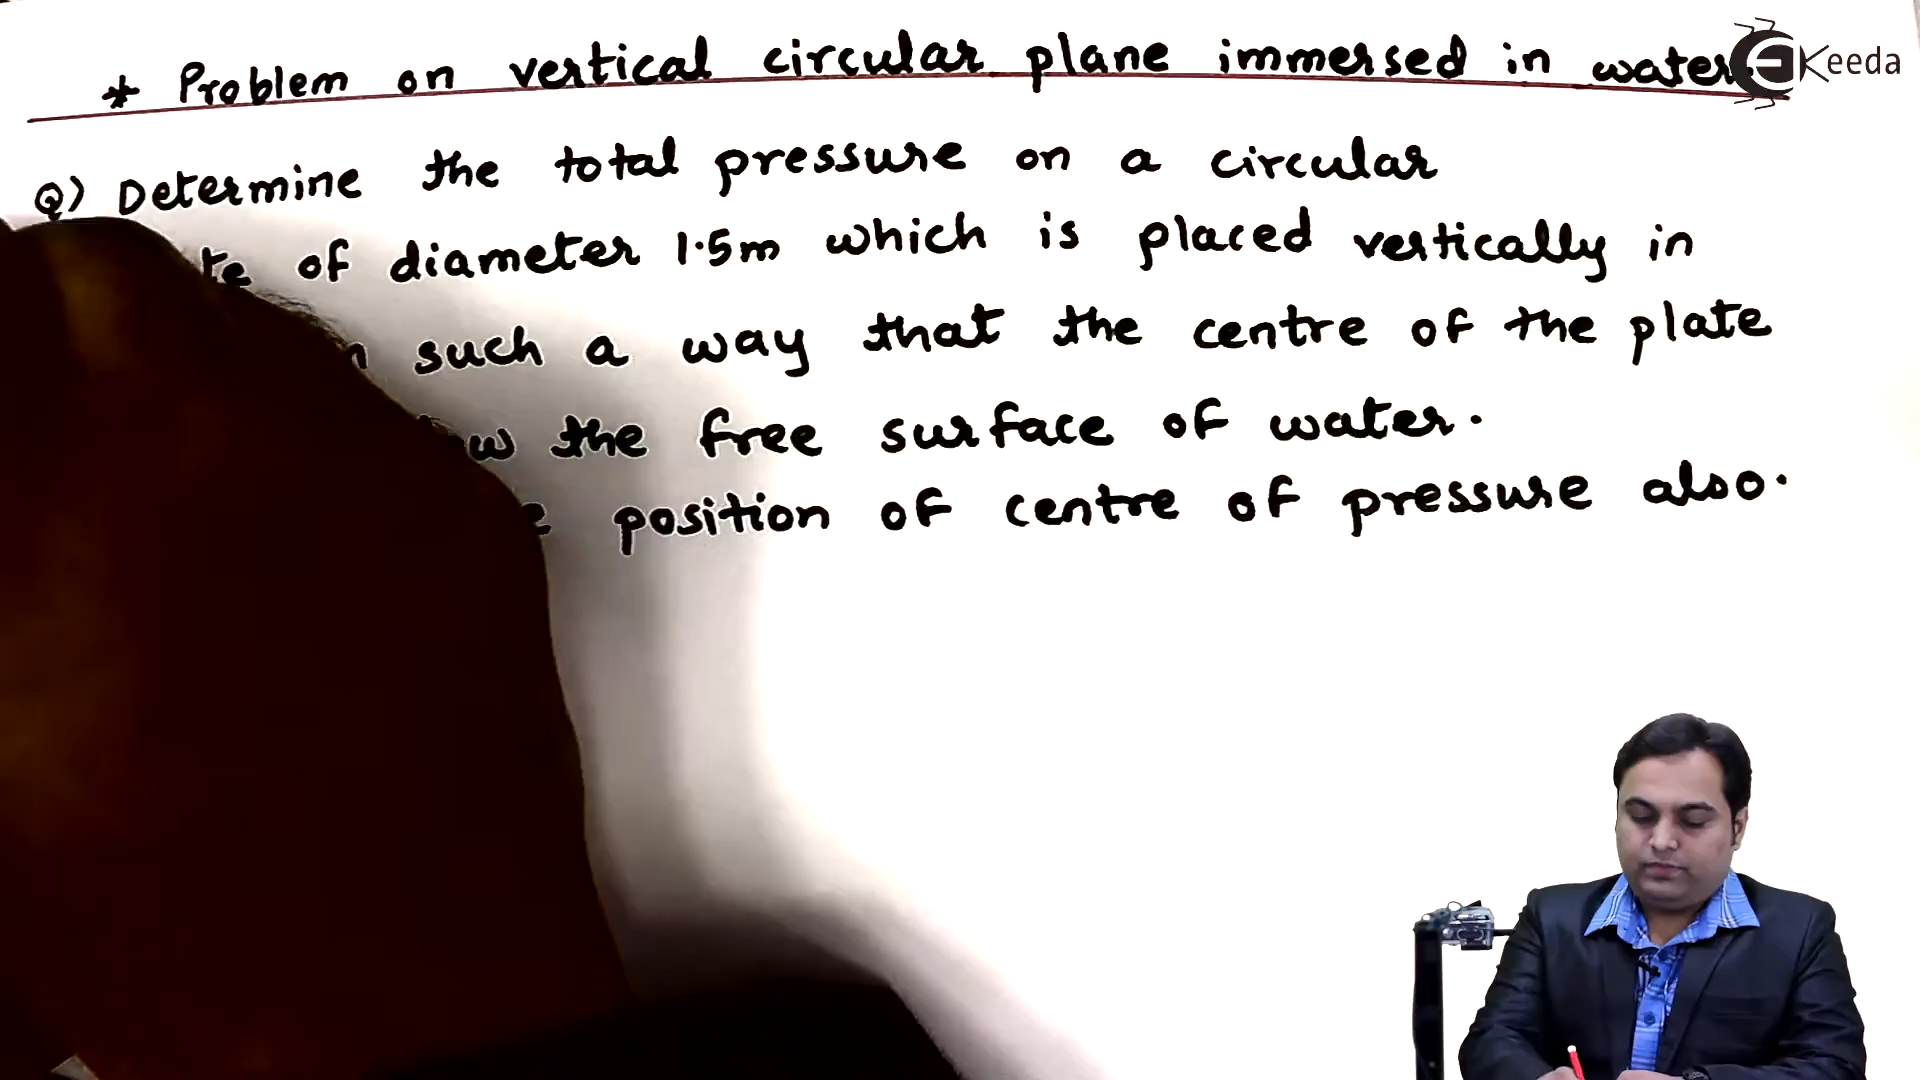 * Problem on vertical circular plane immersed in water.
Keeda
Q) Determine the total pressure on a circular
of diameter 1.5m which is placed vertically in
such a way that the centre of the plate
the free surface of water.
position of centre of pressure also.